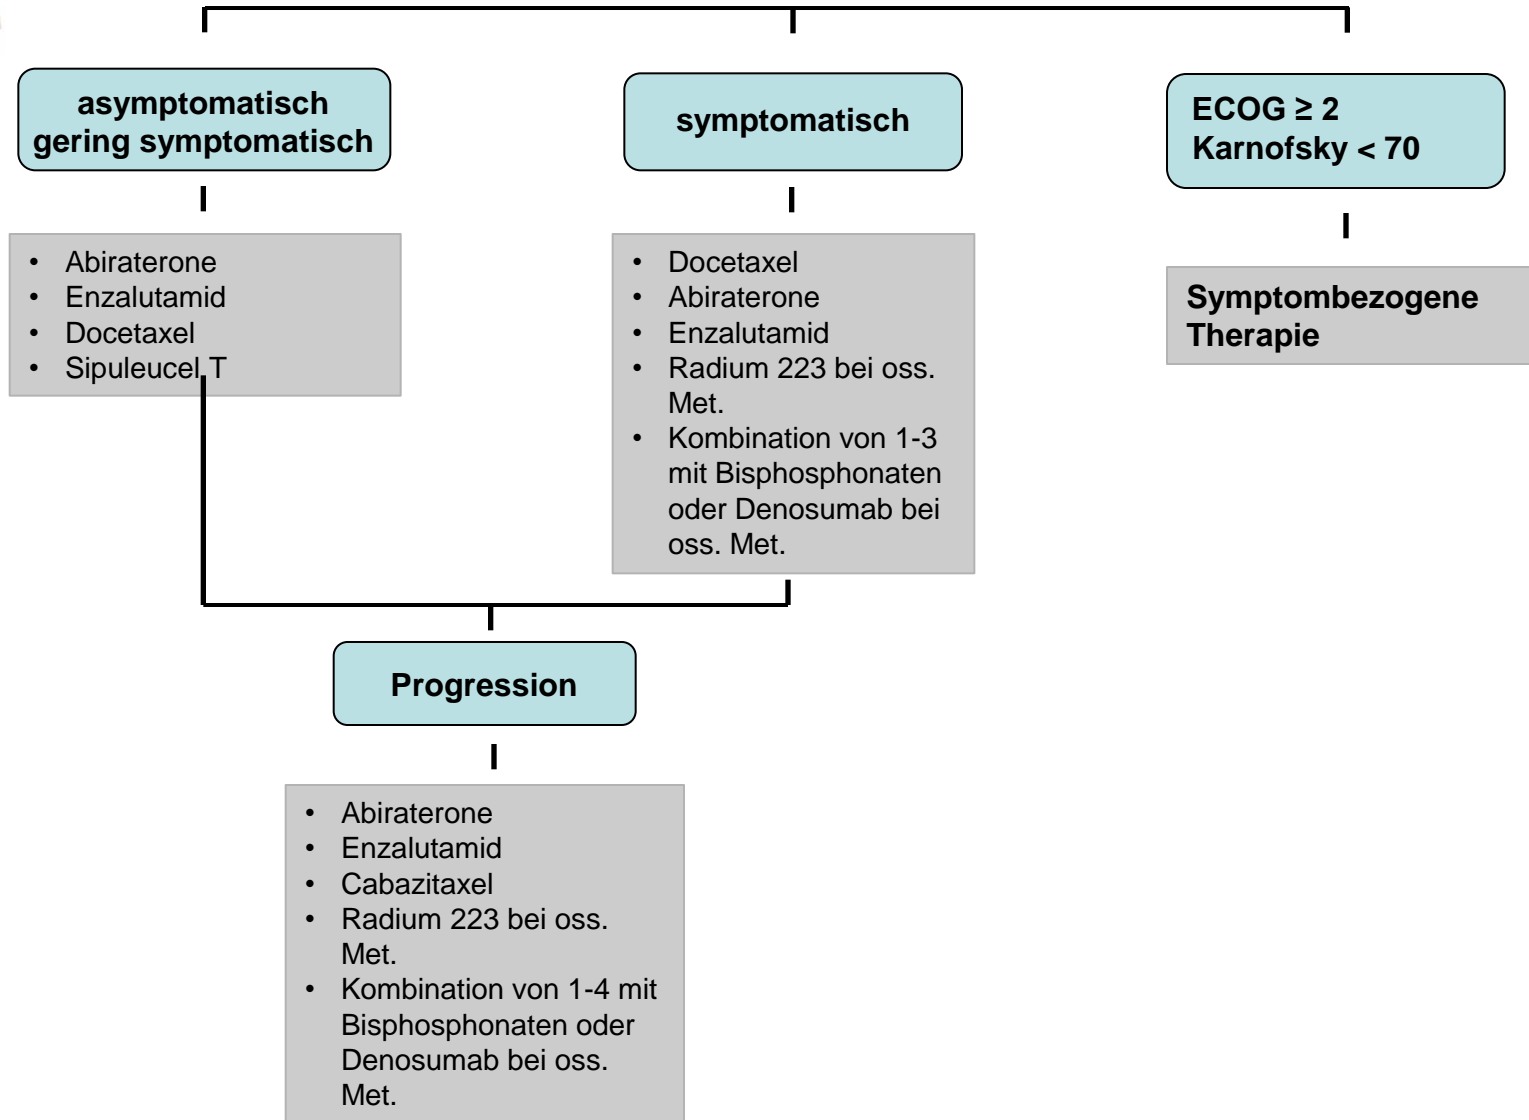 asymptomatisch
gering symptomatisch
• Abiraterone
• Enzalutamid
• Docetaxel
• Sipuleucel T
symptomatisch
• Docetaxel
• Abiraterone
• Enzalutamid
• Radium 223 bei oss.
Met.
• Kombination von 1-3
mit Bisphosphonaten
oder Denosumab bei
oss. Met.
ECOG ≥ 2
Karnofsky < 70
Symptombezogene
Therapie
Progression
• Abiraterone
• Enzalutamid
• Cabazitaxel
• Radium 223 bei oss.
Met.
• Kombination von 1-4 mit
Bisphosphonaten oder
Denosumab bei oss.
Met.